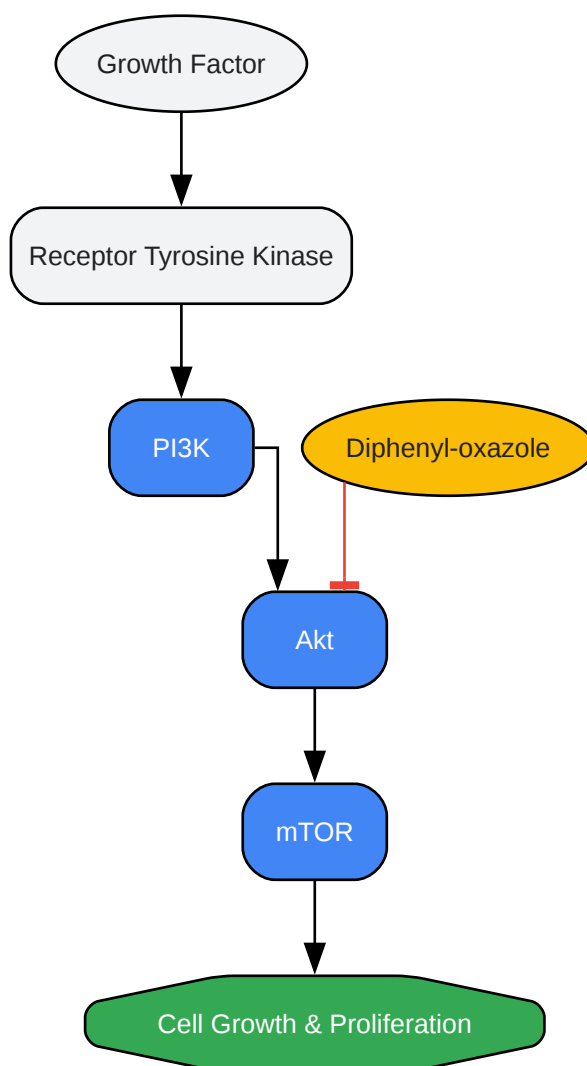 Growth Factor
Receptor Tyrosine Kinase
PI3K
Diphenyl-oxazole
Akt
mTOR
Cell Growth & Proliferation